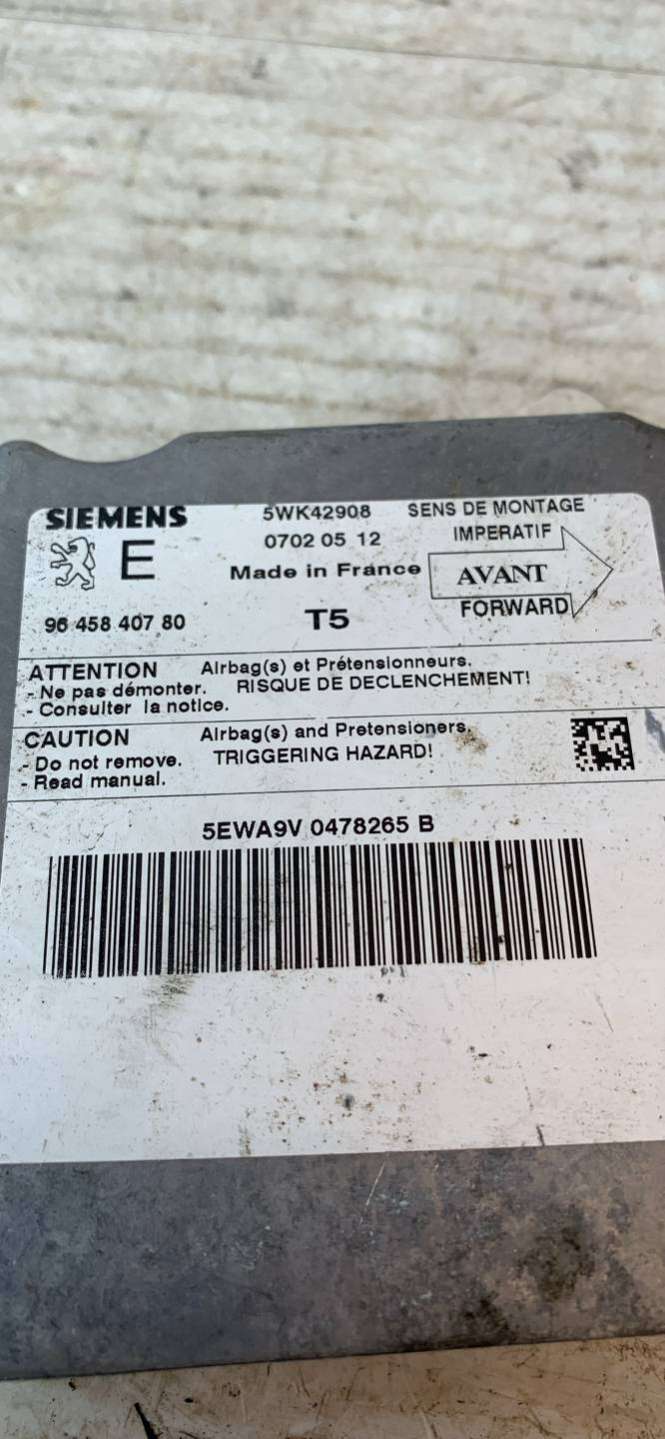 SIEMENS
5WK42908
SENS DE MONTAGE
E
0702 05 12
IMPERATIF
Made in France
AVANT
96 458 407 80
T5
FORWARD
ATTENTION Airbag(s) et Prétensionneurs.
- Ne pas démonter. RISQUE DE DECLENCHEMENT!
- Consulter la notice.
CAUTION Airbag(s) and Pretensioners.
- Do not remove. TRIGGERING HAZARD!
- Read manual.
5EWA9V 0478265 B